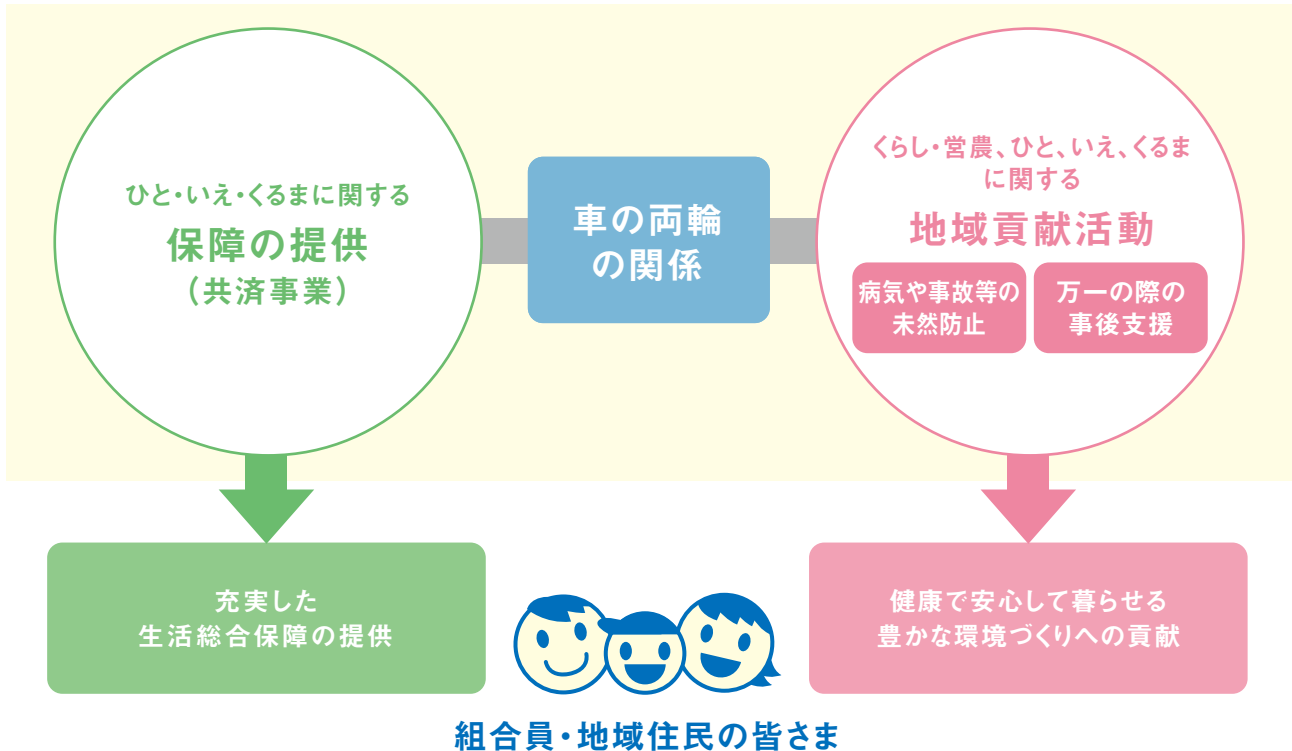 ひと・いえ・くるまに関する
保障の提供
（共済事業）
車の両輪
の関係
くらし・営農、ひと、いえ、くるま
に関する
地域貢献活動
病気や事故等の
未然防止
万一の際の
事後支援
充実した
生活総合保障の提供
健康で安心して暮らせる
豊かな環境づくりへの貢献
組合員・地域住民の皆さま